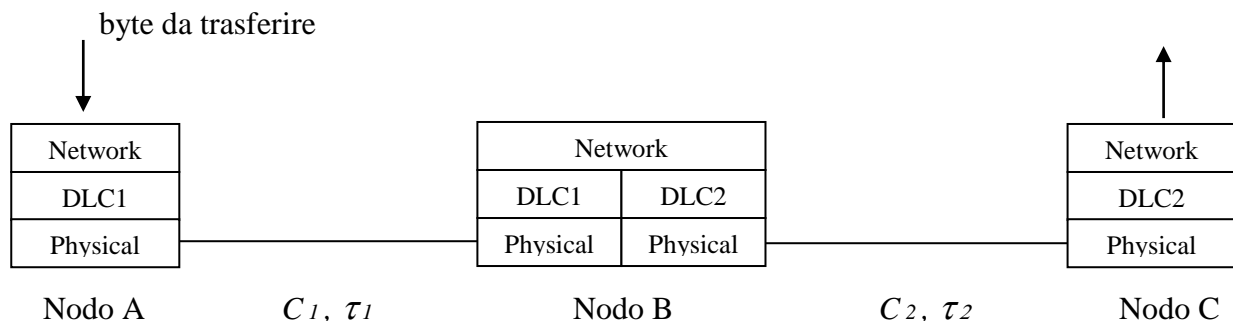 byte da trasferire
Network Network Network
DLC1 DLC1 DLC2 DLC2
Physical Physical Physical Physical
Nodo A C1, τ1 Nodo B C2, τ2 Nodo C